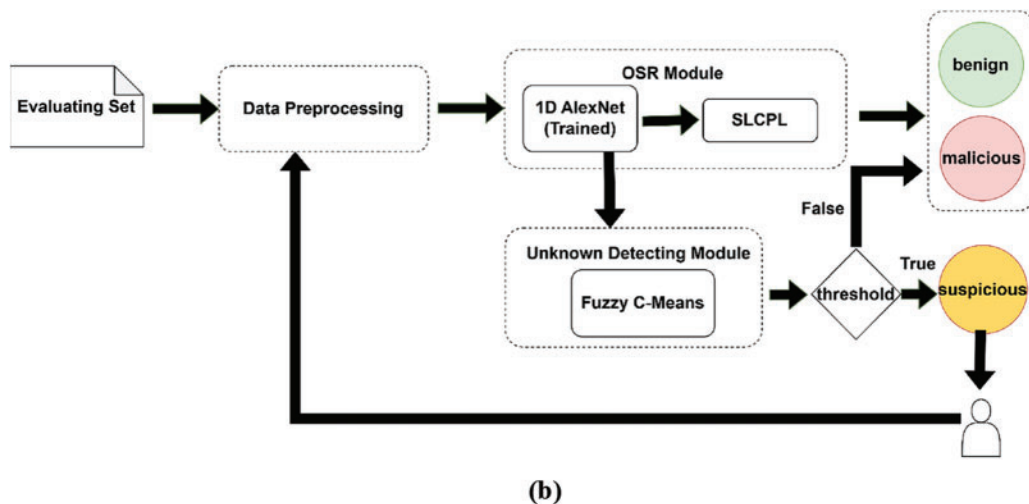 Evaluating Set
Data Preprocessing
OSR Module
1D AlexNet
(Trained)
SLCPL
benign
malicious
False
Unknown Detecting Module
Fuzzy C-Means
threshold
True
suspicious
(b)